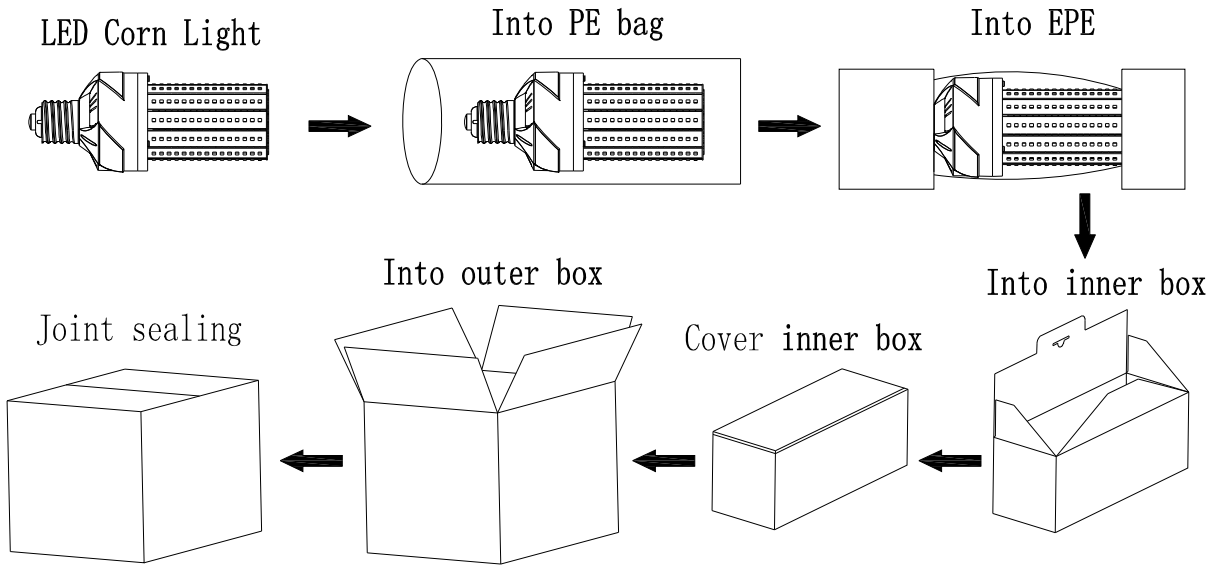 LED Corn Light
Into PE bag
Into EPE
Into inner box
Cover inner box
Into outer box
Joint sealing